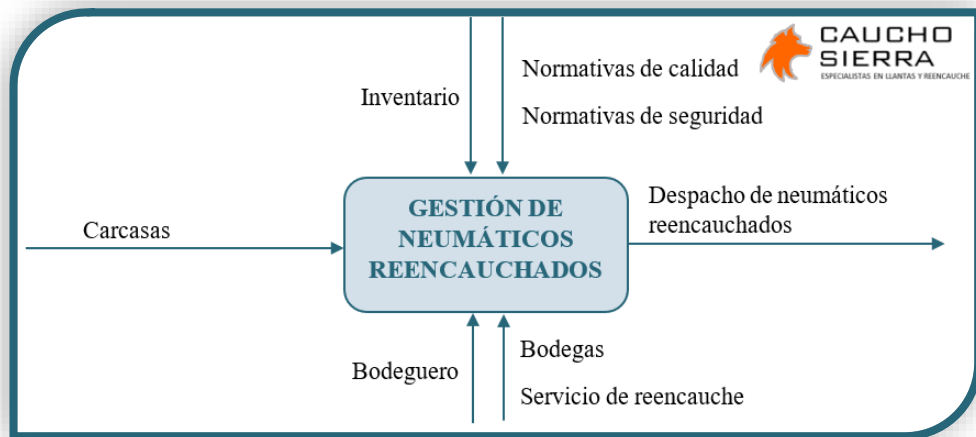 CAUCHO
SIERRA
ESPECIALISTAS EN LLANTAS Y REENCAUCHE
Inventario
Normativas de calidad
Normativas de seguridad
Carcasas
GESTIÓN DE
NEUMÁTICOS
REENCAUCHADOS
Despacho de neumáticos
reencauchados
Bodeguero
Bodegas
Servicio de reencauche